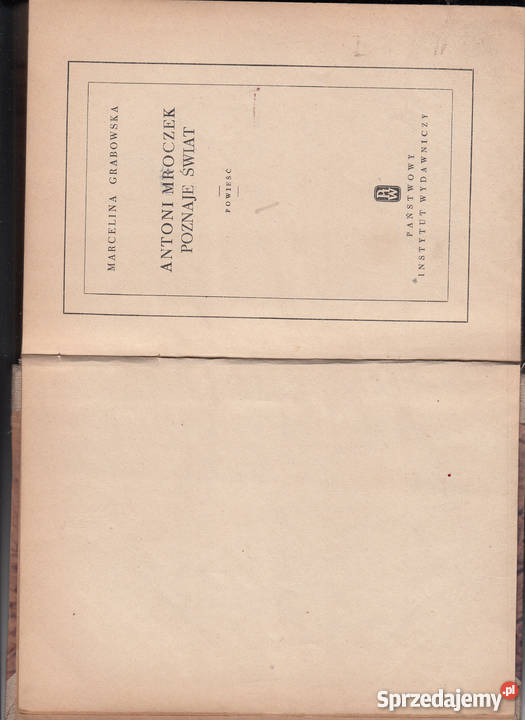 MARCELINA GRABOWSKA
ANTONI MROCZEK
POZNAJE ŚWIAT
POWIEŚĆ
PIW
PAŃSTWOWY
INSTYTUT WYDAWNICZY
Sprzedajemy.pl